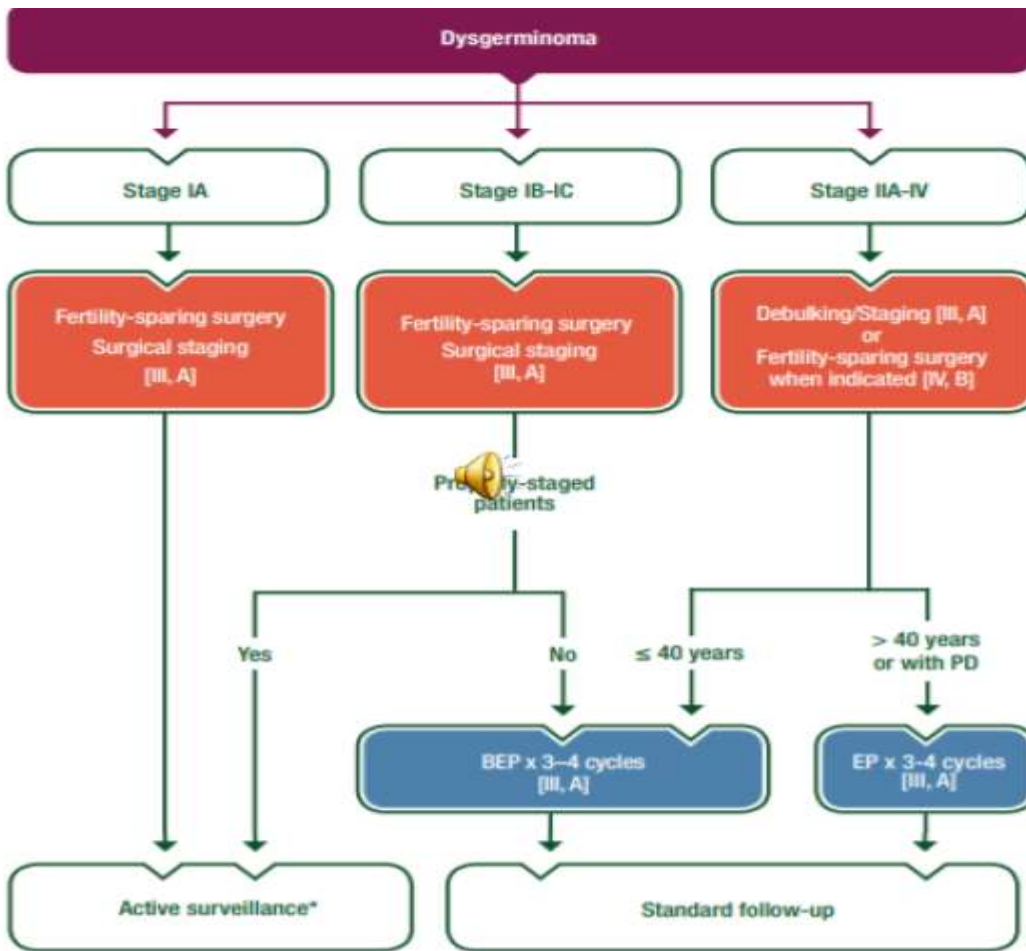 Dysgerminoma
Stage IA
Stage IB-IC
Stage IIA-IV
Fertility-sparing surgery
Surgical staging
[III, A]
Fertility-sparing surgery
Surgical staging
[III, A]
Debulking/Staging [III, A]
or
Fertility-sparing surgery
when indicated [IV, B]
patients
Yes
No
≤ 40 years
> 40 years
or with PD
BEP x 3–4 cycles
[III, A]
EP x 3-4 cycles
[III, A]
Active surveillance*
Standard follow-up